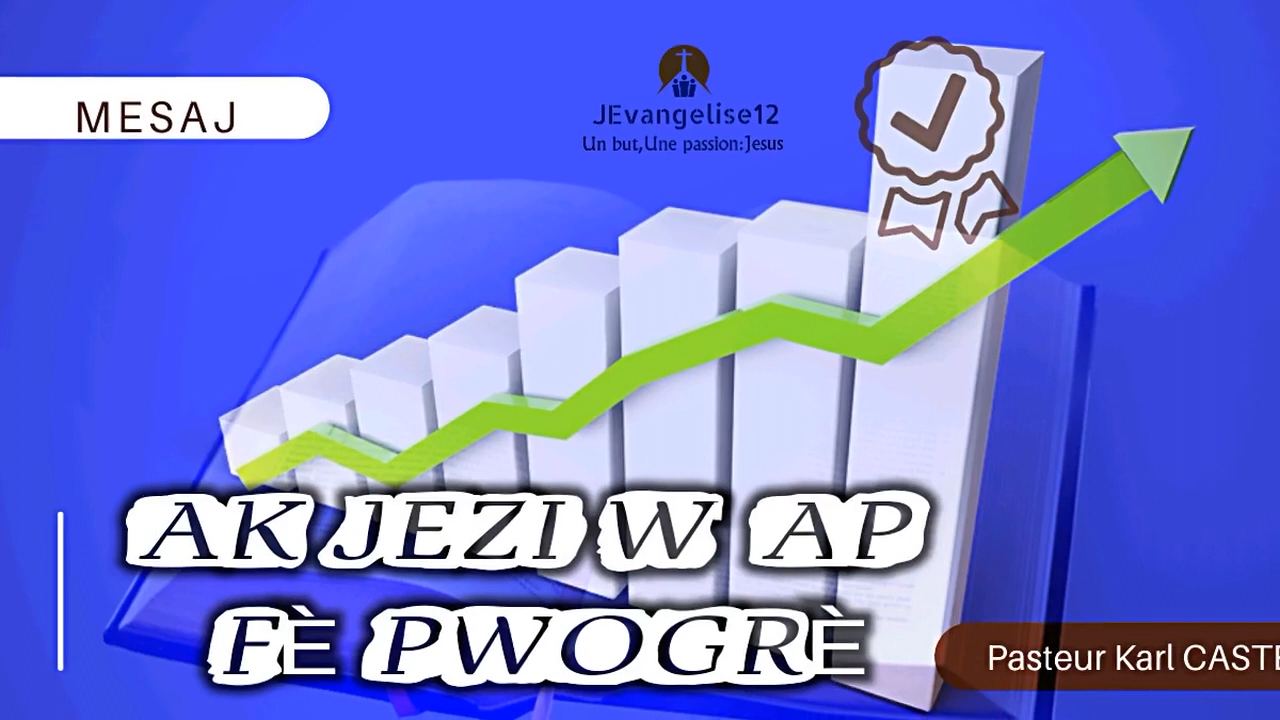 MESAJ
JEvangelise12
Un but,Une passion:Jesus
AK JEZI W AP
FÈ PWOGRÈ
Pasteur Karl